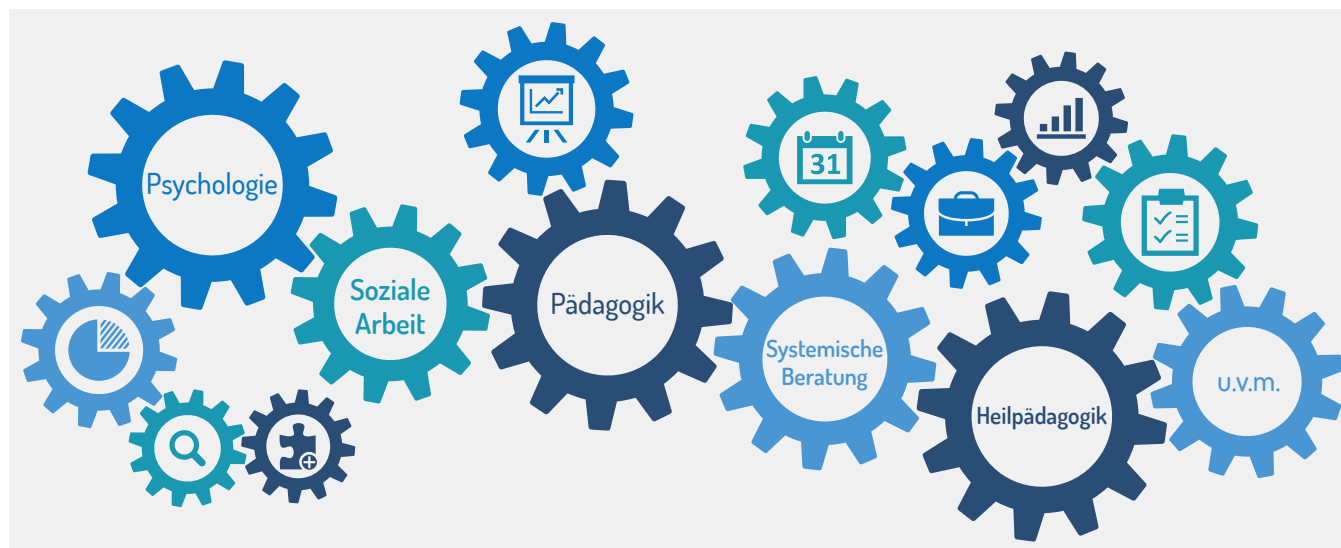 Psychologie
Soziale
Arbeit
Pädagogik
31
Systemische
Beratung
Heilpädagogik
u.v.m.